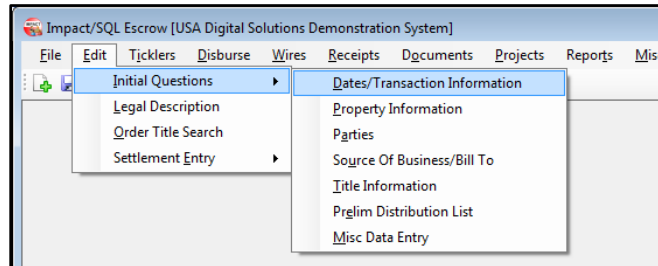 Impact/SQL Escrow [USA Digital Solutions Demonstration System]
File Edit Ticklers Disburse Wires Receipts Documents Projects Reports Mis
Initial Questions
Dates/Transaction Information
Legal Description
Property Information
Order Title Search
Parties
Settlement Entry
Source Of Business/Bill To
Title Information
Prelim Distribution List
Misc Data Entry